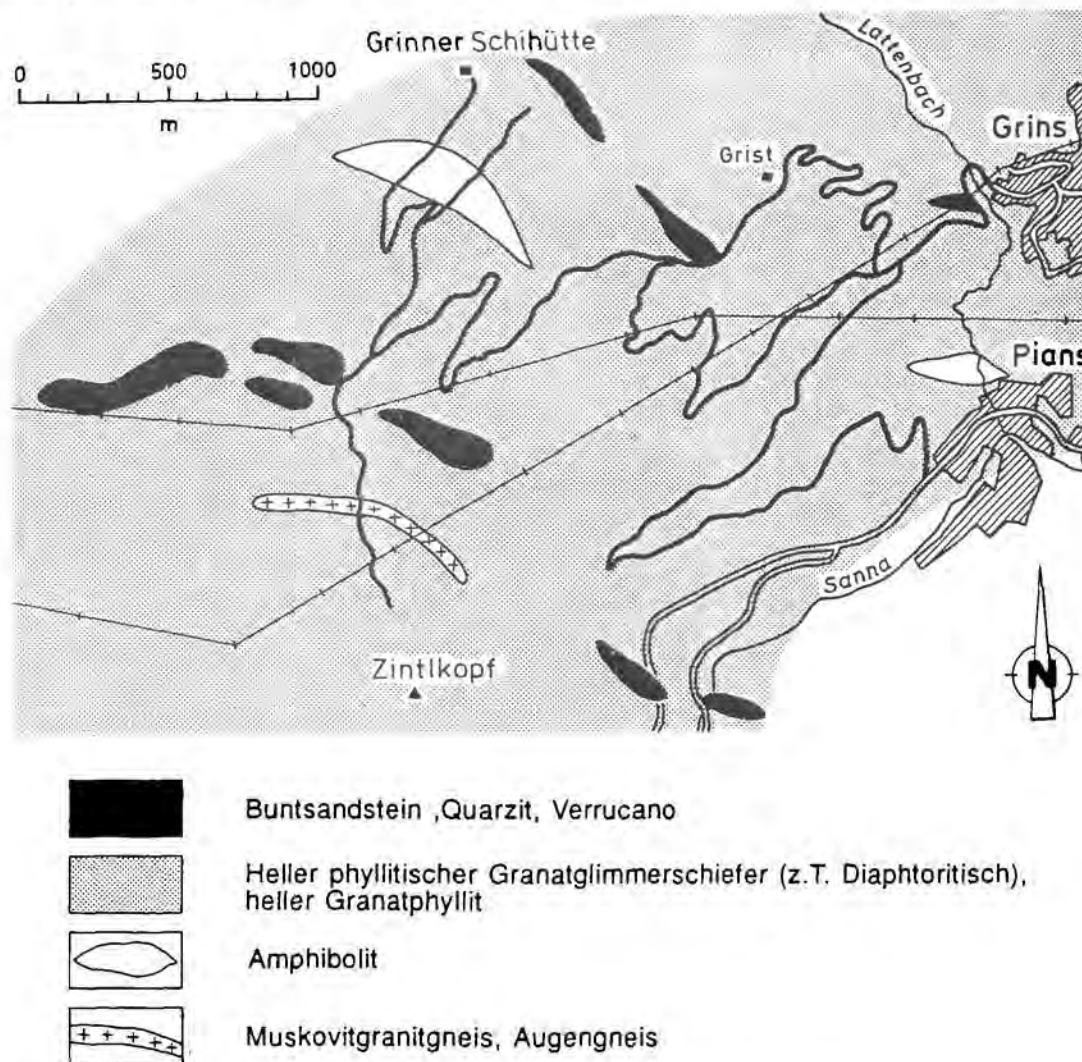 Grinner Schihütte
0 500 1000
m
Lattenbach
Grins
Grist
Pians
Sanna
Zintlkopf
N
Buntsandstein ,Quarzit, Verrucano
Heller phyllitischer Granatglimmerschiefer (z.T. Diaphtoritisch),
heller Granatphyllit
Amphibolit
Muskovitgranitgneis, Augengneis